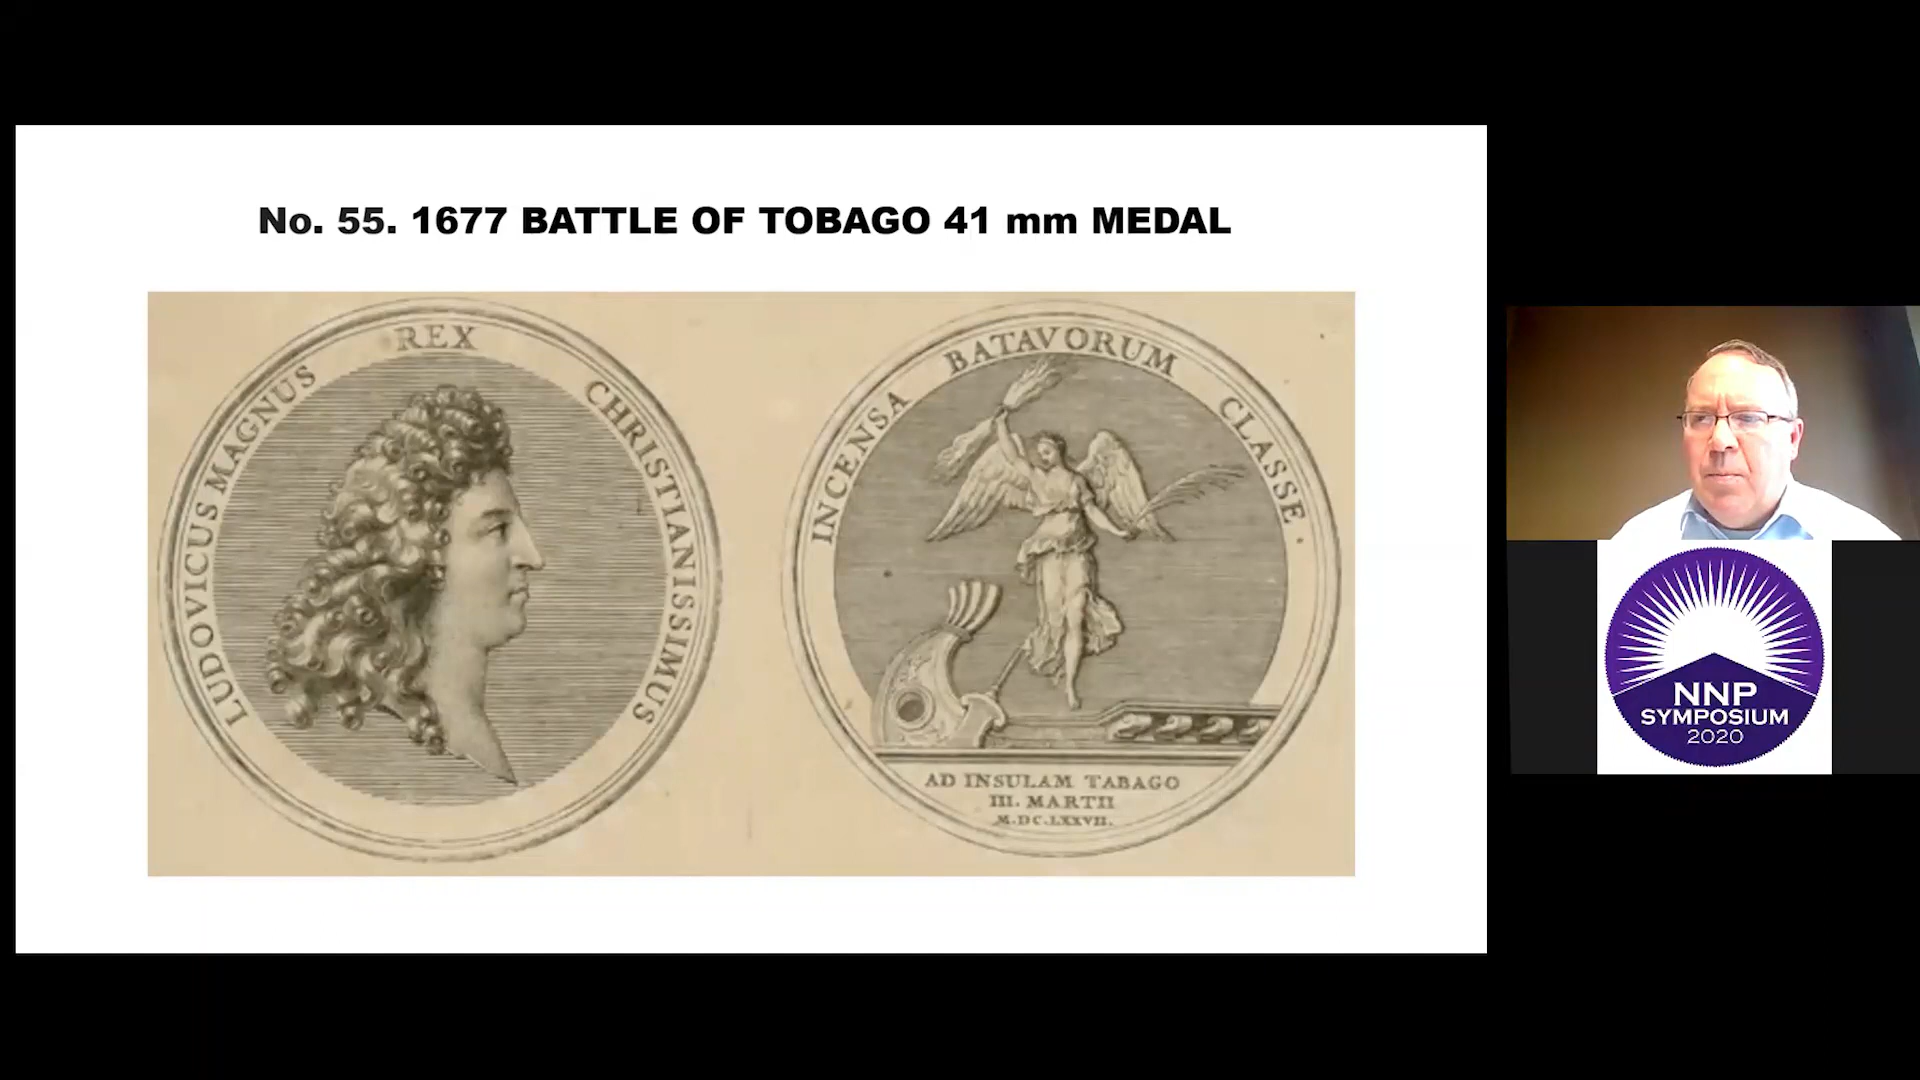 No. 55. 1677 BATTLE OF TOBAGO 41 mm MEDAL
LUDOVICUS MAGNUS REX CHRISTIANISSIMUS
INCENSA BATAVORUM CLASSE.
AD INSULAM TABAGO
III. MARTII
M.DC.LXXVII.
NNP
SYMPOSIUM
2020